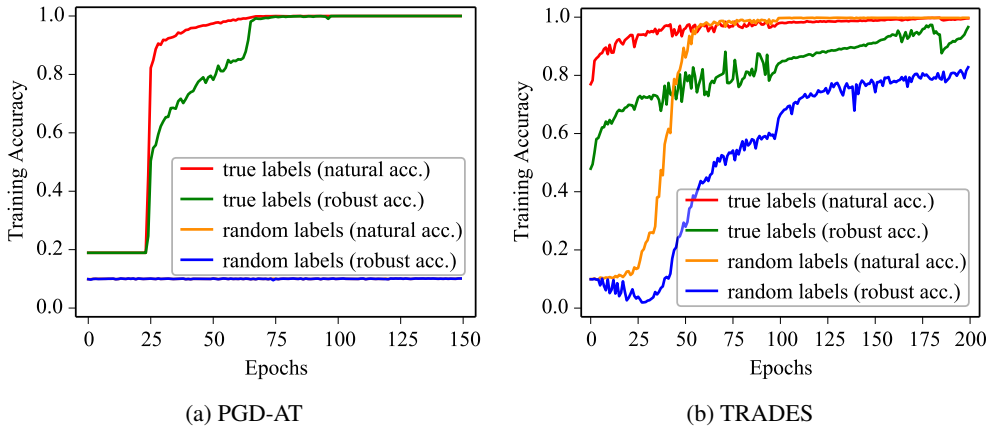 Training Accuracy
1.0
0.8
0.6
0.4
0.2
0.0
true labels (natural acc.)
true labels (robust acc.)
random labels (natural acc.)
random labels (robust acc.)
0 25 50 75 100 125 150
Epochs
(a) PGD-AT
Training Accuracy
1.0
0.8
0.6
0.4
0.2
0.0
true labels (natural acc.)
true labels (robust acc.)
random labels (natural acc.)
random labels (robust acc.)
0 25 50 75 100 125 150 175 200
Epochs
(b) TRADES